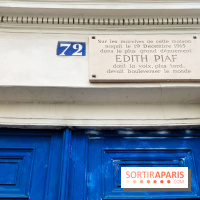 72
Sur les marches de cette maison
naquit le 19 Décembre 1915
dans le plus grand dénuement
EDITH PIAF
dont la voix, plus tard,
devait bouleverser le monde
SORTIRAPARIS